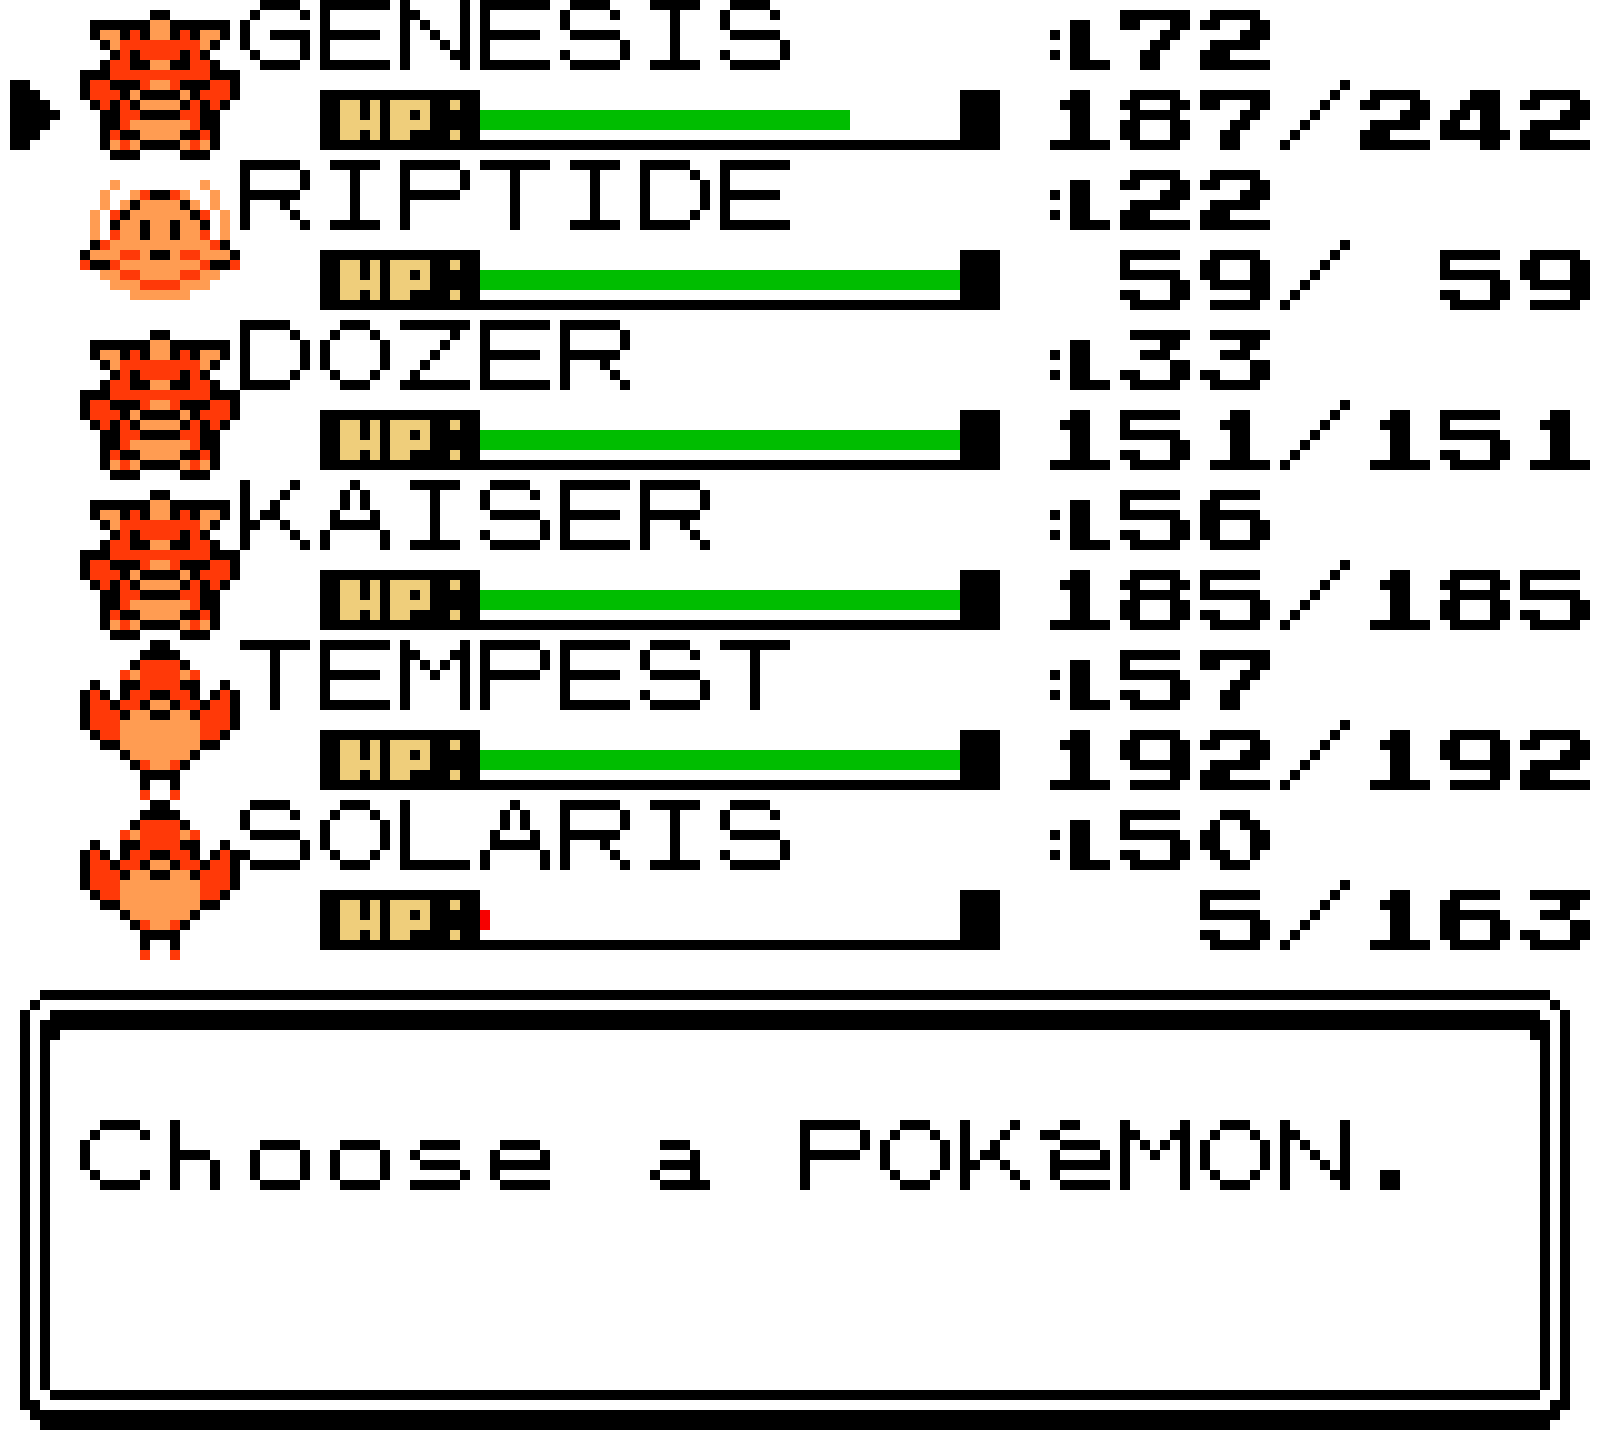 GENESIS :L72
HP: 187/242
RIPTIDE :L22
HP: 59/ 59
DOZER :L33
HP: 151/151
KAISER :L56
HP: 185/185
TEMPEST :L57
HP: 192/192
SOLARIS :L50
HP: 5/163
Choose a POKéMON.